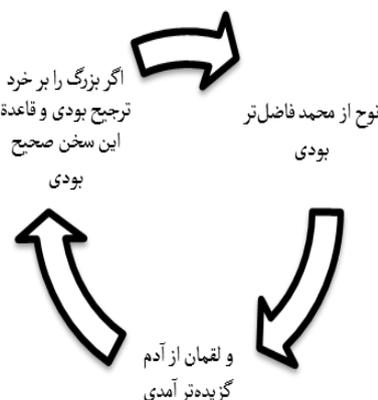 اگر بزرگ را بر خرد
ترجیح بودی و قاعدة
این سخن صحیح
بودی
نوح از محمد فاضل‌تر
بودی
و لقمان از آدم
گزیده‌تر آمدی